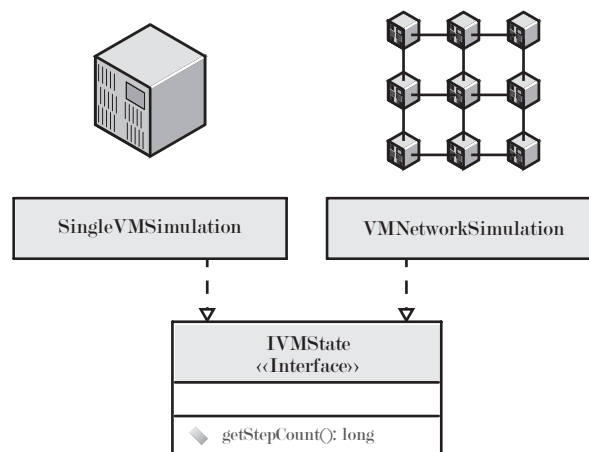 SingleVMSimulation
VMNetworkSimulation
IVMState
‹‹Interface››
getStepCount(): long